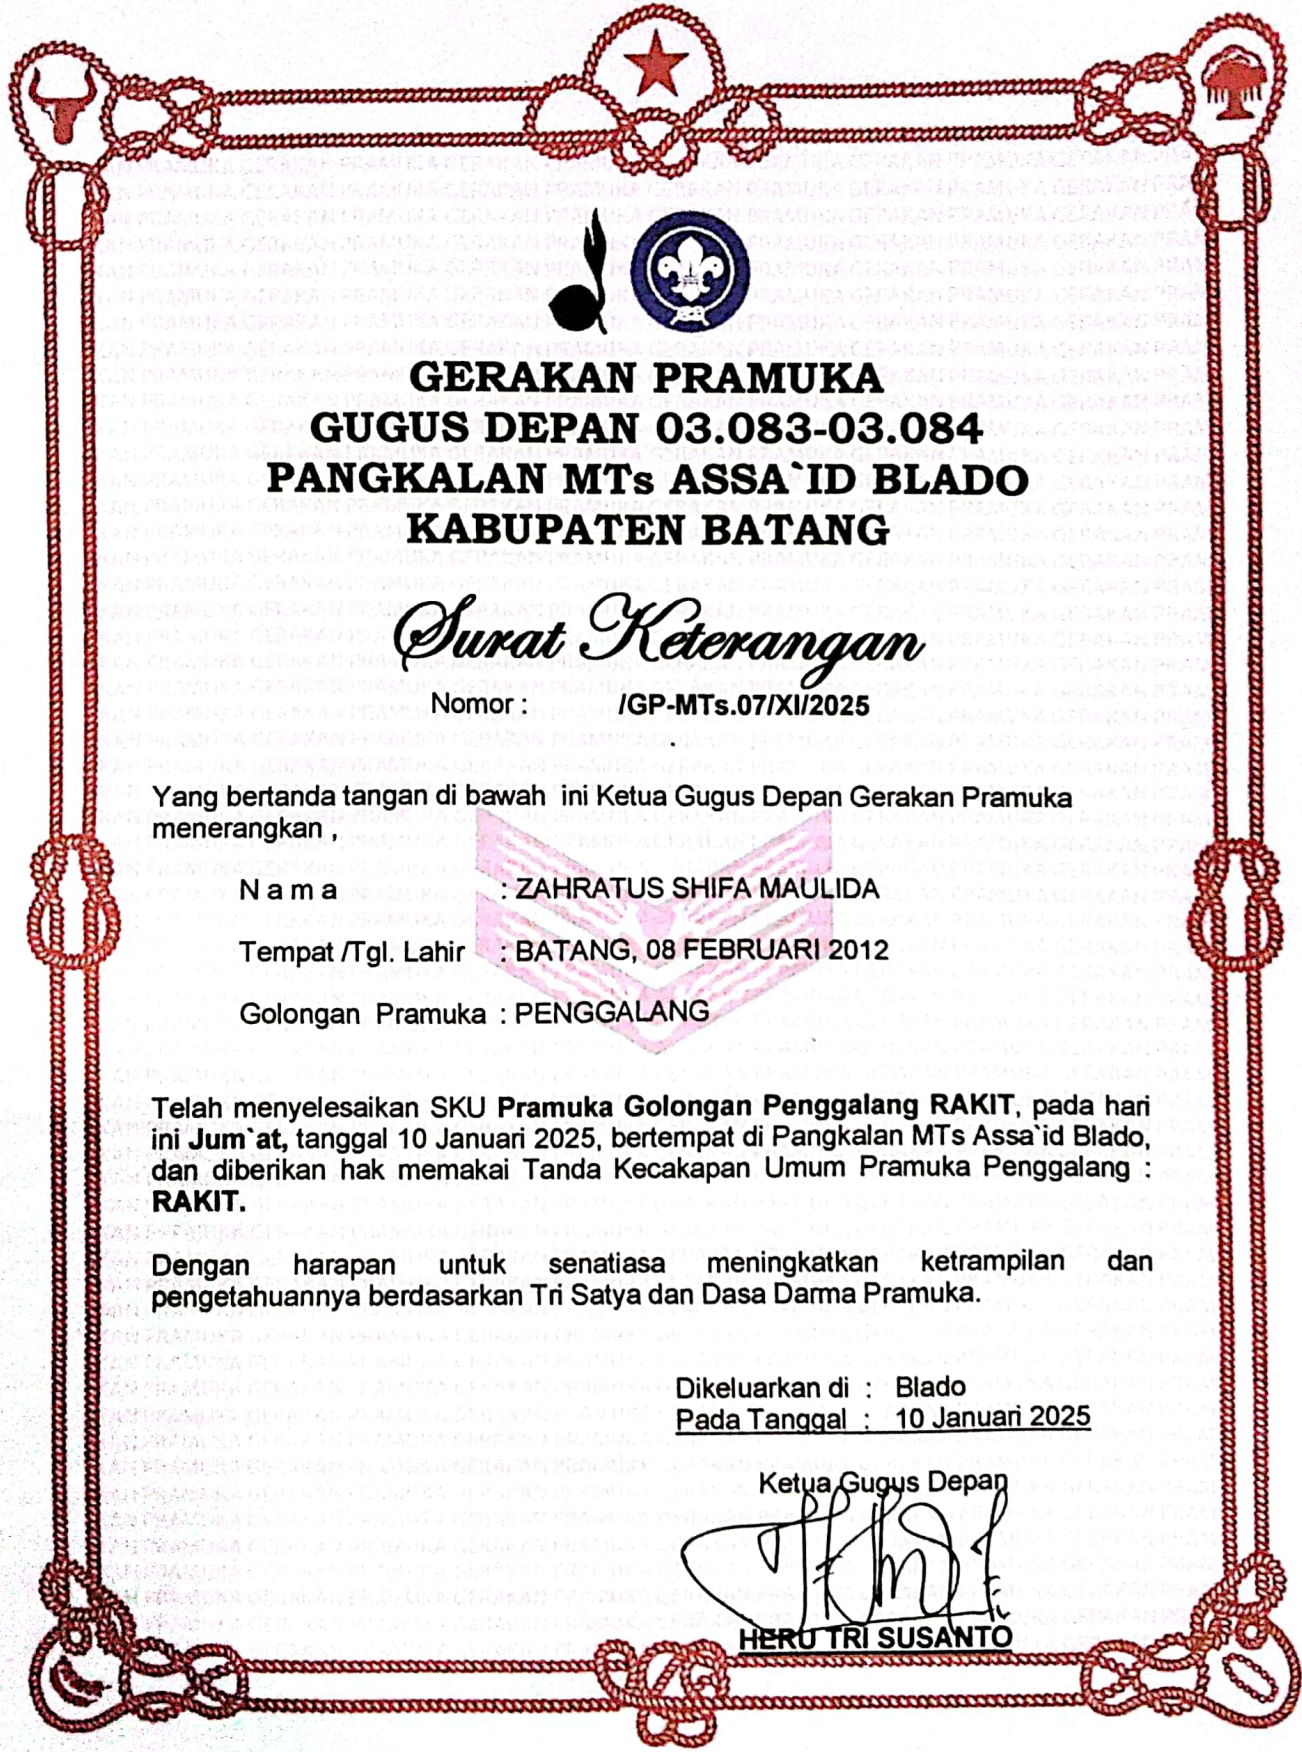 GERAKAN PRAMUKA
GUGUS DEPAN 03.083-03.084
PANGKALAN MTs ASSA`ID BLADO
KABUPATEN BATANG
Surat Keterangan
Nomor : /GP-MTs.07/XI/2025
Yang bertanda tangan di bawah ini Ketua Gugus Depan Gerakan Pramuka
menerangkan ,
N a m a : ZAHRATUS SHIFA MAULIDA
Tempat /Tgl. Lahir : BATANG, 08 FEBRUARI 2012
Golongan Pramuka : PENGGALANG
Telah menyelesaikan SKU Pramuka Golongan Penggalang RAKIT, pada hari
ini Jum`at, tanggal 10 Januari 2025, bertempat di Pangkalan MTs Assa`id Blado,
dan diberikan hak memakai Tanda Kecakapan Umum Pramuka Penggalang :
RAKIT.
Dengan harapan untuk senatiasa meningkatkan ketrampilan dan
pengetahuannya berdasarkan Tri Satya dan Dasa Darma Pramuka.
Dikeluarkan di : Blado
Pada Tanggal : 10 Januari 2025
Ketua Gugus Depan
HERU TRI SUSANTO